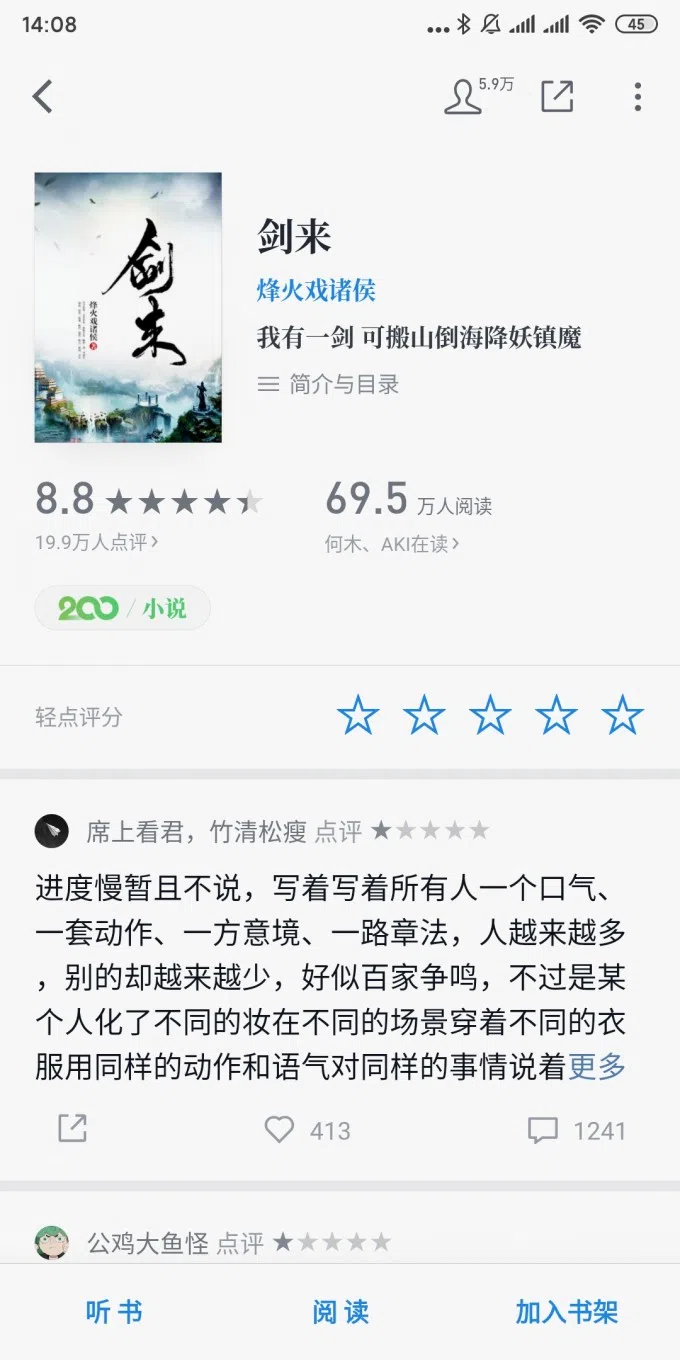 14:08
45
5.9万
剑来
烽火戏诸侯 著
剑来
烽火戏诸侯
我有一剑 可搬山倒海降妖镇魔
简介与目录
8.8
69.5 万人阅读
19.9万人点评
何木、AKI在读
200 / 小说
轻点评分
席上看君，竹清松瘦 点评
进度慢暂且不说，写着写着所有人一个口气、
一套动作、一方意境、一路章法，人越来越多
，别的却越来越少，好似百家争鸣，不过是某
个人化了不同的妆在不同的场景穿着不同的衣
服用同样的动作和语气对同样的事情说着更多
413
1241
公鸡大鱼怪 点评
听 书
阅 读
加入书架